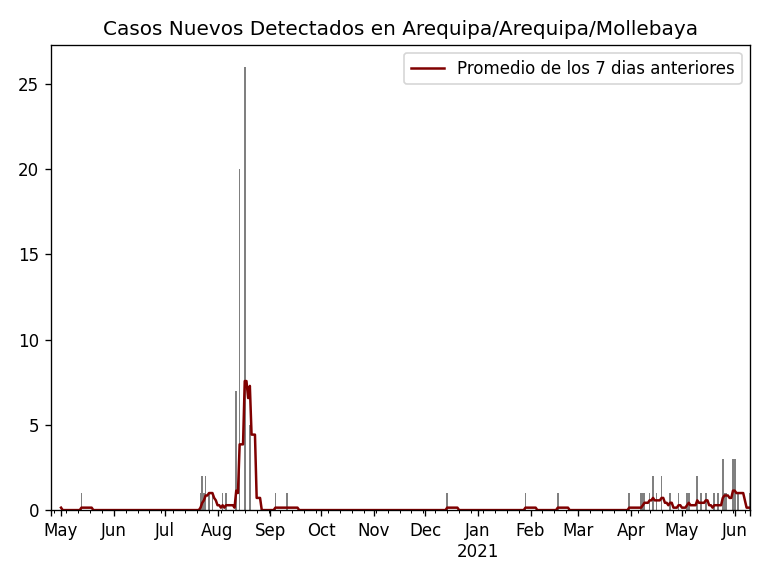 Casos Nuevos Detectados en Arequipa/Arequipa/Mollebaya
Promedio de los 7 dias anteriores
25
20
15
10
5
0
May Jun Jul Aug Sep Oct Nov Dec Jan Feb Mar Apr May Jun
2021